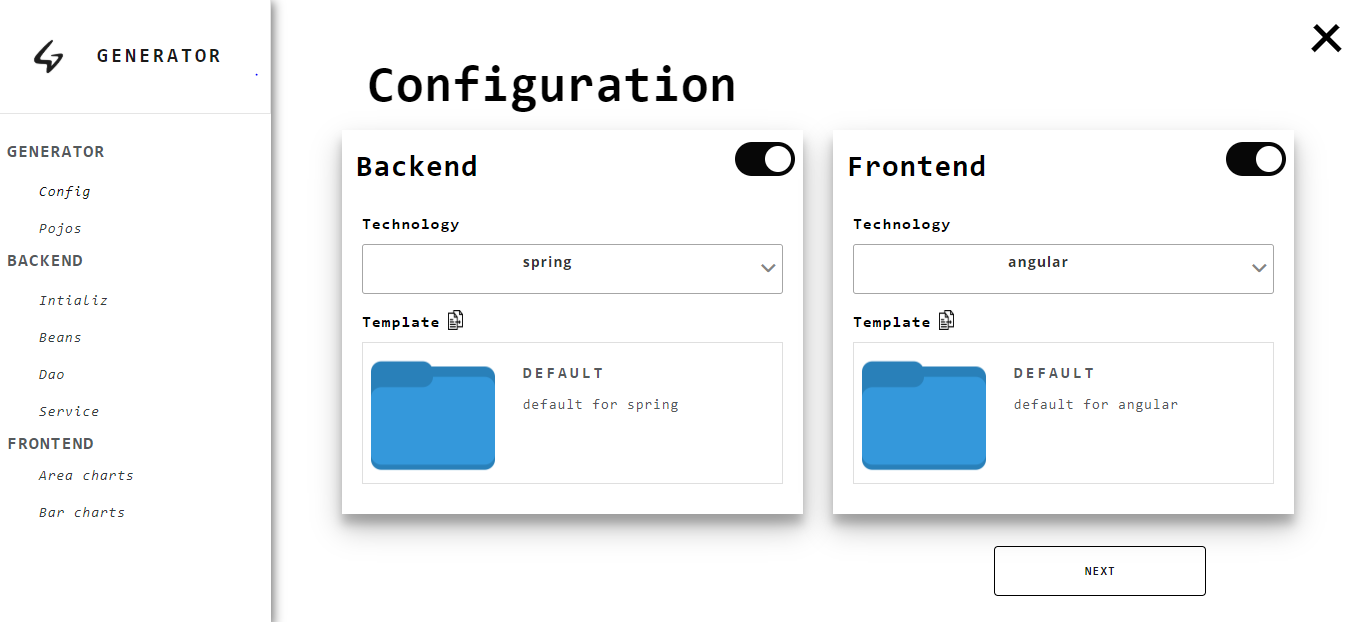 GENERATOR
GENERATOR
Config
Pojos
BACKEND
Intializ
Beans
Dao
Service
FRONTEND
Area charts
Bar charts
Configuration
Backend
Technology
spring
Template
DEFAULT
default for spring
Frontend
Technology
angular
Template
DEFAULT
default for angular
NEXT